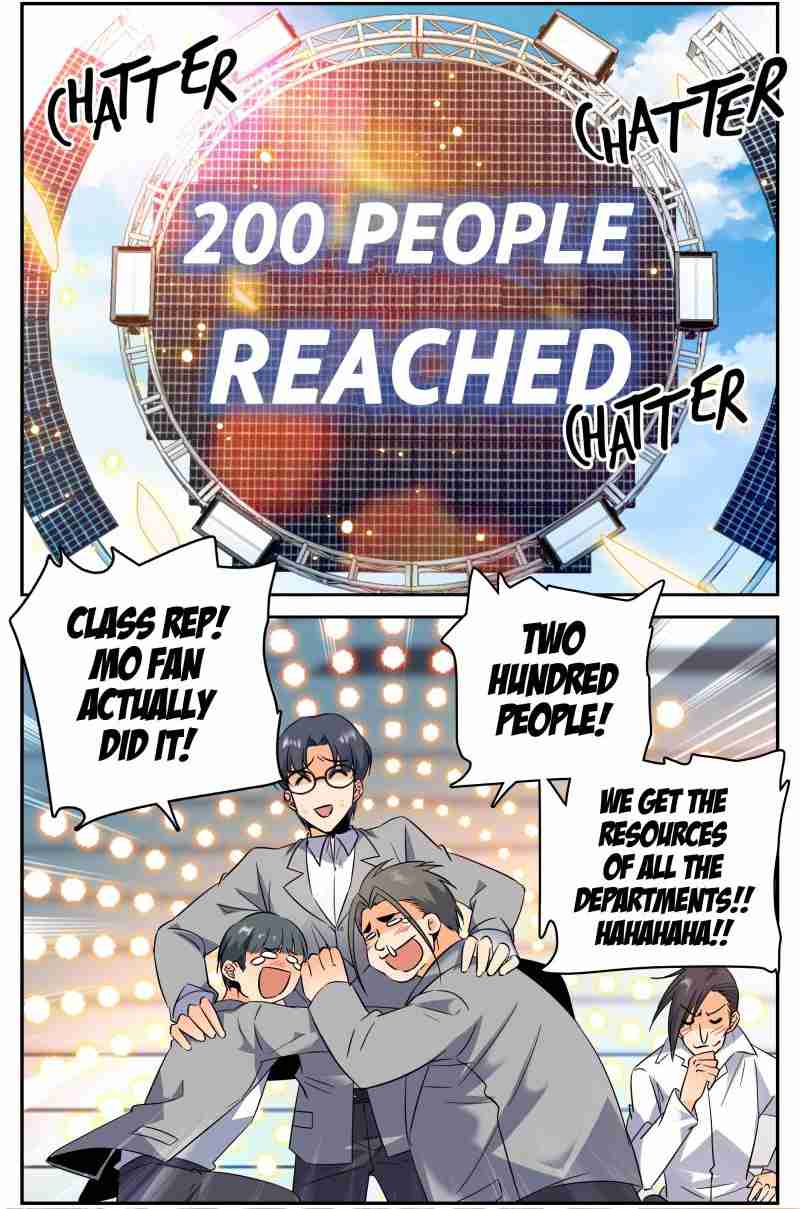 CHATTER
CHATTER
200 PEOPLE
REACHED
CHATTER
CLASS REP!
MO FAN
ACTUALLY
DID IT!
TWO
HUNDRED
PEOPLE!
WE GET THE
RESOURCES
OF ALL THE
DEPARTMENTS!!
HAHAHAHA!!